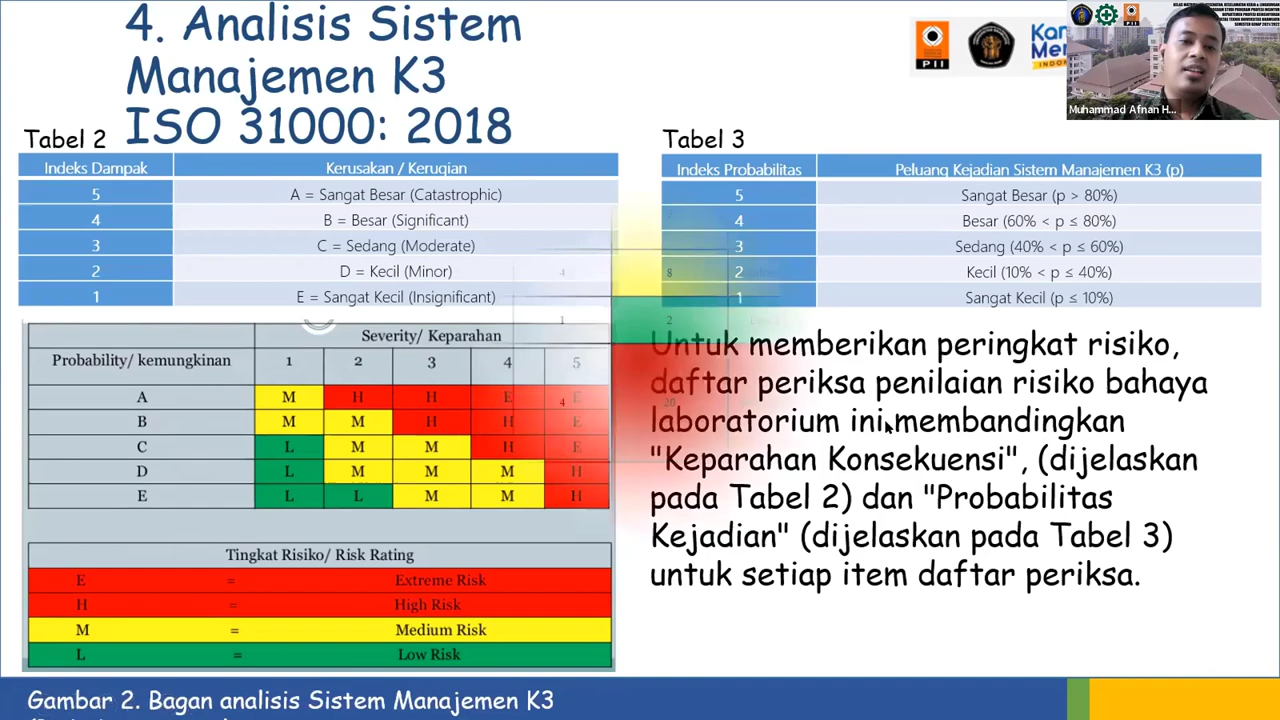 4. Analisis Sistem
Manajemen K3
ISO 31000: 2018
PII
Muhammad Afnan H...
Tabel 2
Indeks Dampak Kerusakan / Kerugian
5 A = Sangat Besar (Catastrophic)
4 B = Besar (Significant)
3 C = Sedang (Moderate)
2 D = Kecil (Minor)
1 E = Sangat Kecil (Insignificant)
Tabel 3
Indeks Probabilitas Peluang Kejadian Sistem Manajemen K3 (p)
5 Sangat Besar (p > 80%)
4 Besar (60% < p ≤ 80%)
3 Sedang (40% < p ≤ 60%)
2 Kecil (10% < p ≤ 40%)
1 Sangat Kecil (p ≤ 10%)
Severity/ Keparahan
Probability/ kemungkinan 1 2 3 4 5
A M H H E E
B M M H H E
C L M M H E
D L M M M H
E L L M M H
Tingkat Risiko/ Risk Rating
E = Extreme Risk
H = High Risk
M = Medium Risk
L = Low Risk
4 8
1 2
4 20
Untuk memberikan peringkat risiko,
daftar periksa penilaian risiko bahaya
laboratorium ini membandingkan
"Keparahan Konsekuensi", (dijelaskan
pada Tabel 2) dan "Probabilitas
Kejadian" (dijelaskan pada Tabel 3)
untuk setiap item daftar periksa.
Gambar 2. Bagan analisis Sistem Manajemen K3